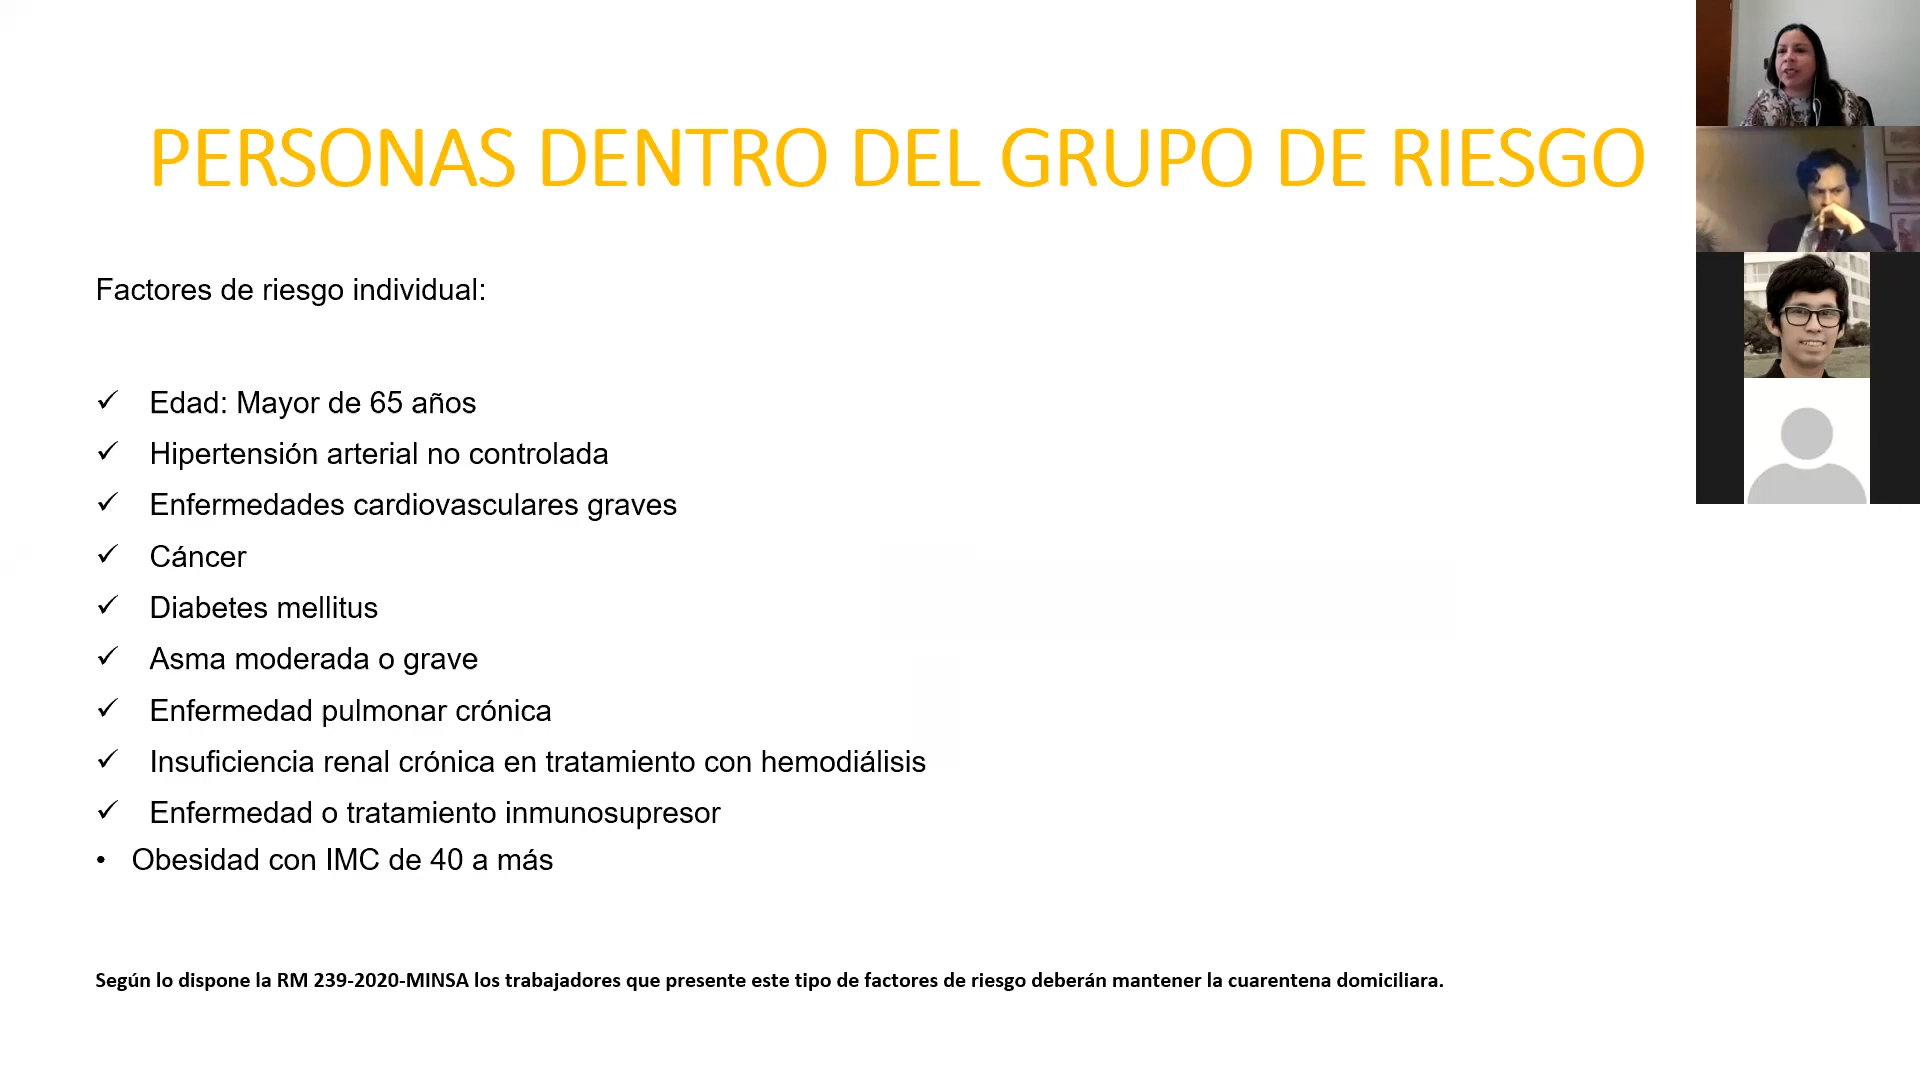 PERSONAS DENTRO DEL GRUPO DE RIESGO
Factores de riesgo individual:
✓ Edad: Mayor de 65 años
✓ Hipertensión arterial no controlada
✓ Enfermedades cardiovasculares graves
✓ Cáncer
✓ Diabetes mellitus
✓ Asma moderada o grave
✓ Enfermedad pulmonar crónica
✓ Insuficiencia renal crónica en tratamiento con hemodiálisis
✓ Enfermedad o tratamiento inmunosupresor
• Obesidad con IMC de 40 a más
Según lo dispone la RM 239-2020-MINSA los trabajadores que presente este tipo de factores de riesgo deberán mantener la cuarentena domiciliara.